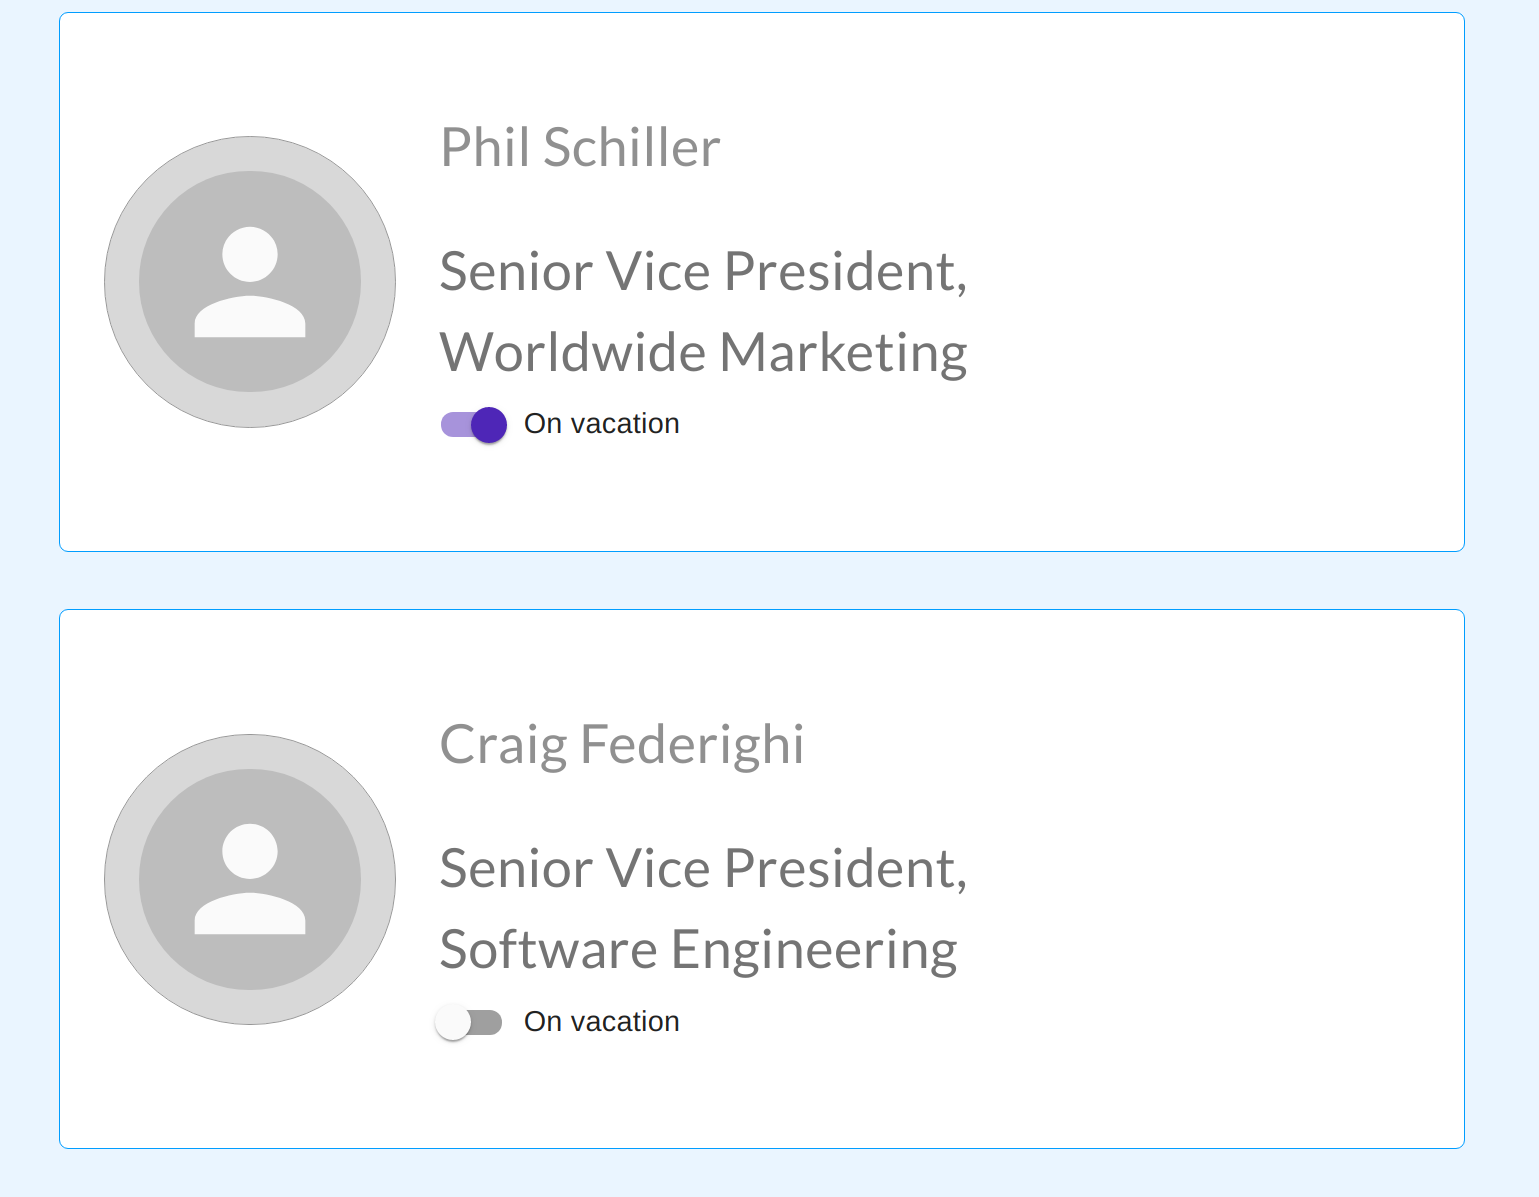 Phil Schiller
Senior Vice President,
Worldwide Marketing
On vacation
Craig Federighi
Senior Vice President,
Software Engineering
On vacation